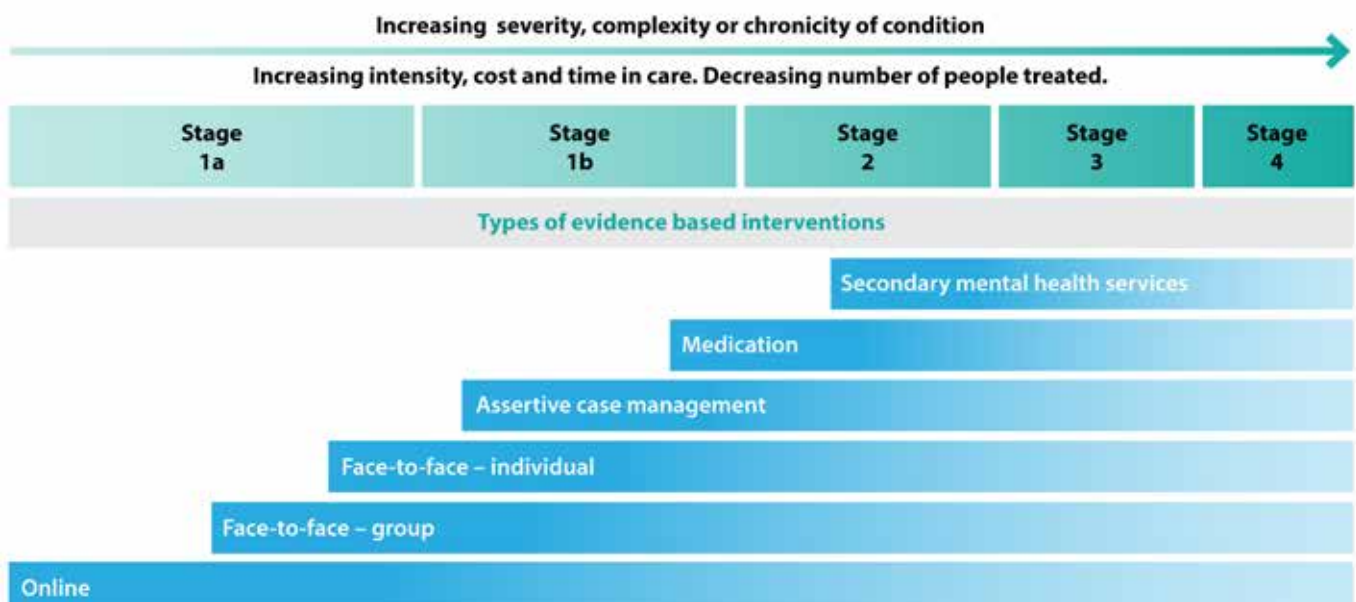 Increasing severity, complexity or chronicity of condition
Increasing intensity, cost and time in care. Decreasing number of people treated.
Stage
1a
Stage
1b
Stage
2
Stage
3
Stage
4
Types of evidence based interventions
Secondary mental health services
Medication
Assertive case management
Face-to-face – individual
Face-to-face – group
Online